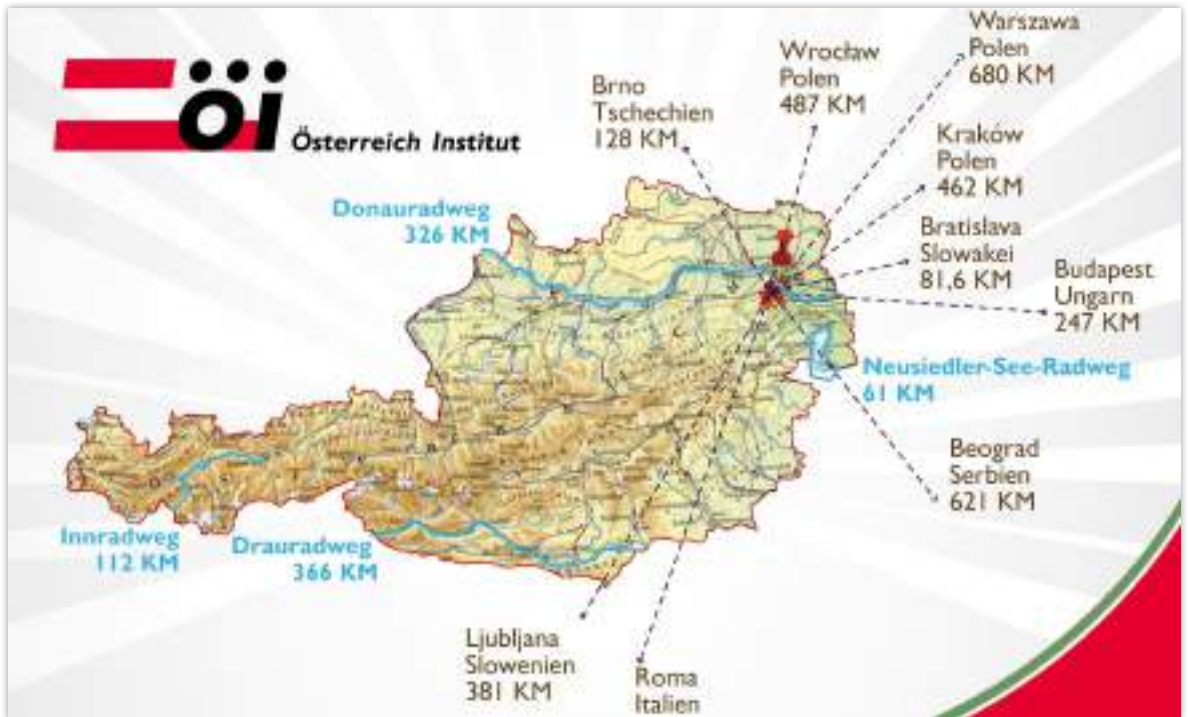 öi Österreich Institut
Warszawa
Polen
680 KM
Wrocław
Polen
487 KM
Brno
Tschechien
128 KM
Kraków
Polen
462 KM
Donauradweg
326 KM
Bratislava
Slowakei
81,6 KM
Budapest
Ungarn
247 KM
Neusiedler-See-Radweg
61 KM
Beograd
Serbien
621 KM
Innradweg
112 KM
Drauradweg
366 KM
Ljubljana
Slowenien
381 KM
Roma
Italien